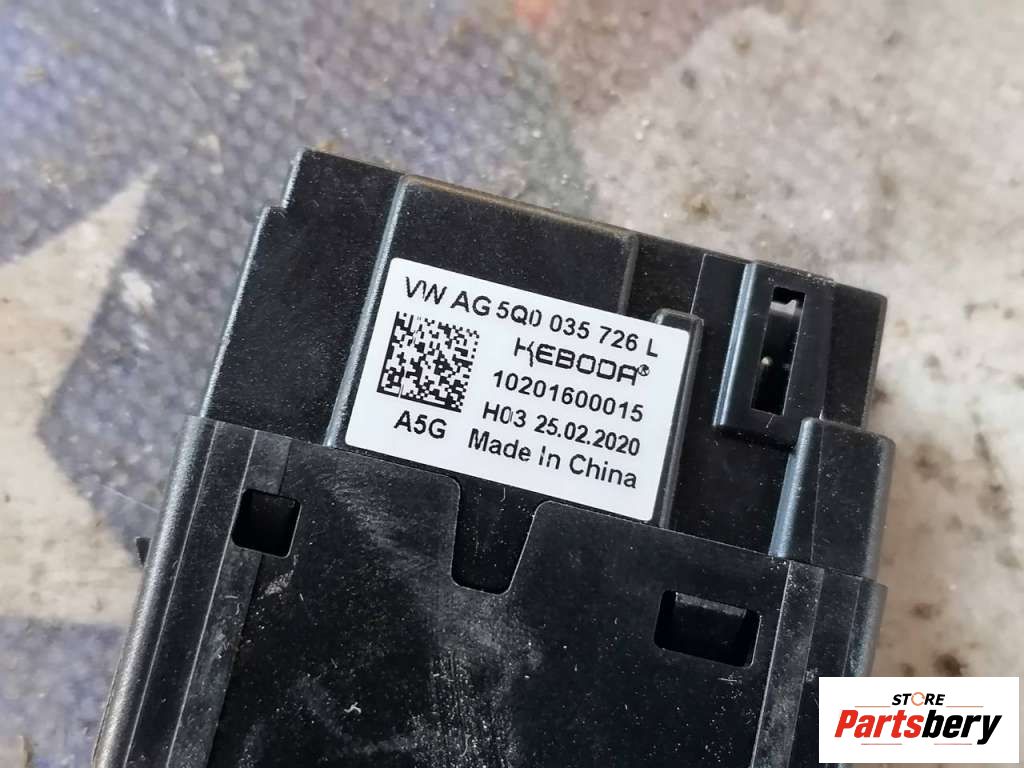 VW AG 5Q0 035 726 L
KEBODA®
10201600015
H03 25.02.2020
A5G
Made In China
STORE
Partsbery